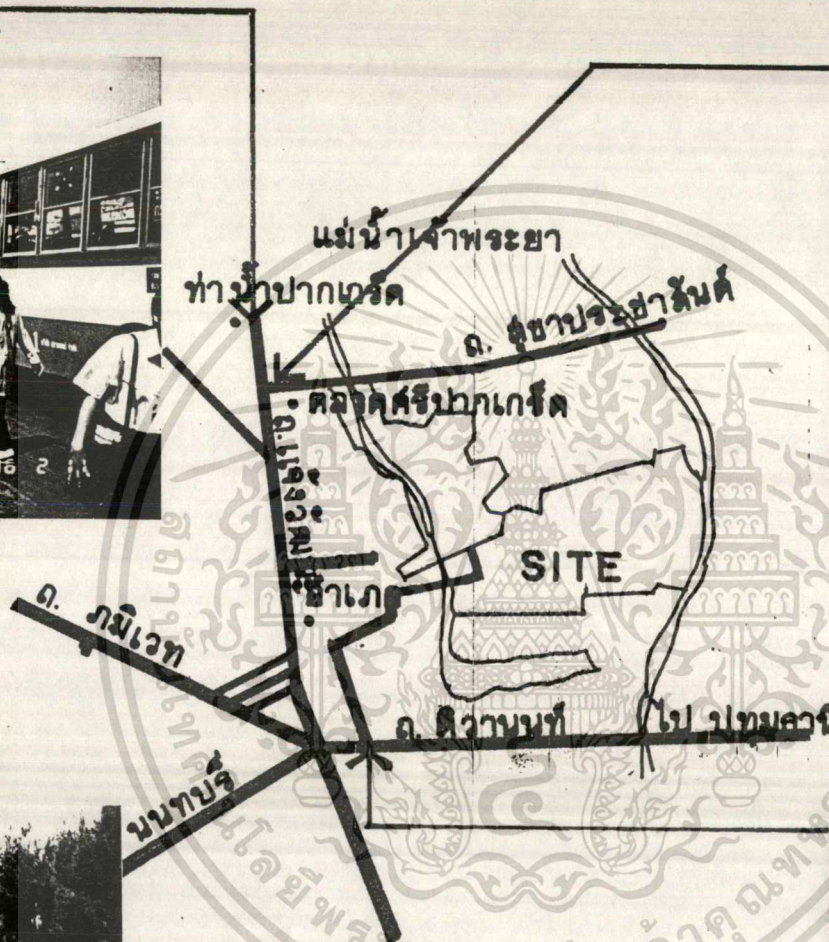 แม่น้ำเจ้าพระยา
ท่าน้ำปากเกร็ด
ถ. สุขาประชาสันต์
ตลาดศรีปากเกร็ด
ถ.แจ้งวัฒนะ
SITE
อำเภอ
ถ. ภูมิเวท
ถ. ติวานนท์
ไป ปทุมธานี
นนทบุรี
16 2